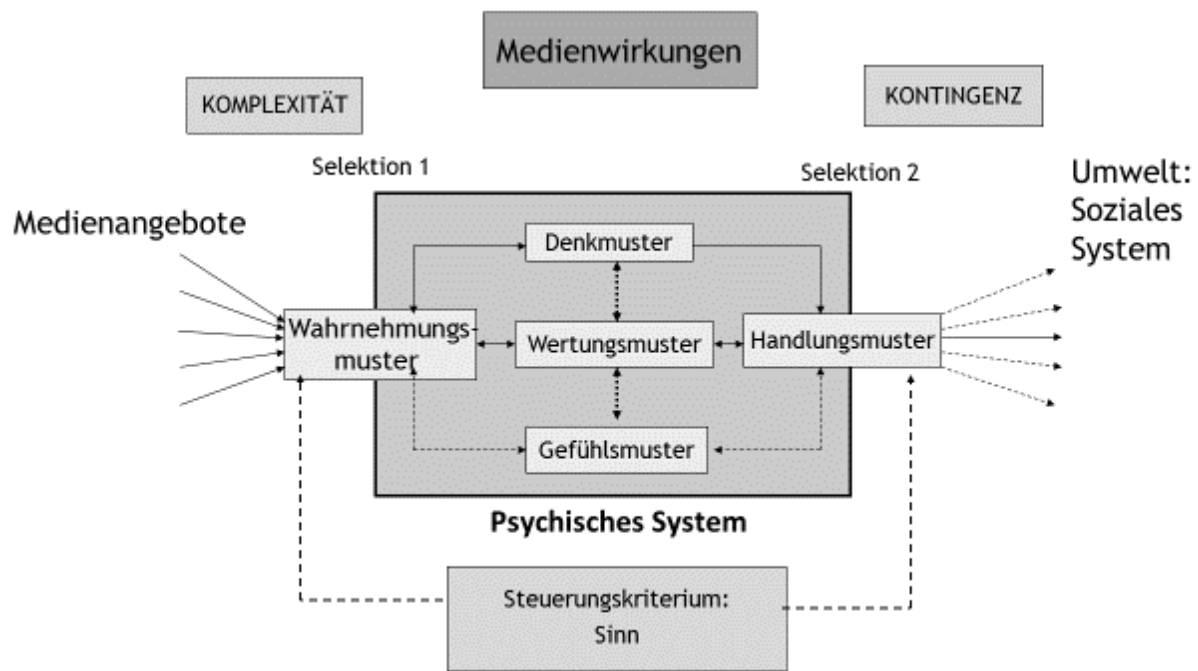 Medienwirkungen
KOMPLEXITÄT
KONTINGENZ
Selektion 1
Selektion 2
Umwelt:
Soziales
System
Medienangebote
Denkmuster
Wahrnehmungs-
muster
Wertungsmuster
Handlungsmuster
Gefühlsmuster
Psychisches System
Steuerungskriterium:
Sinn